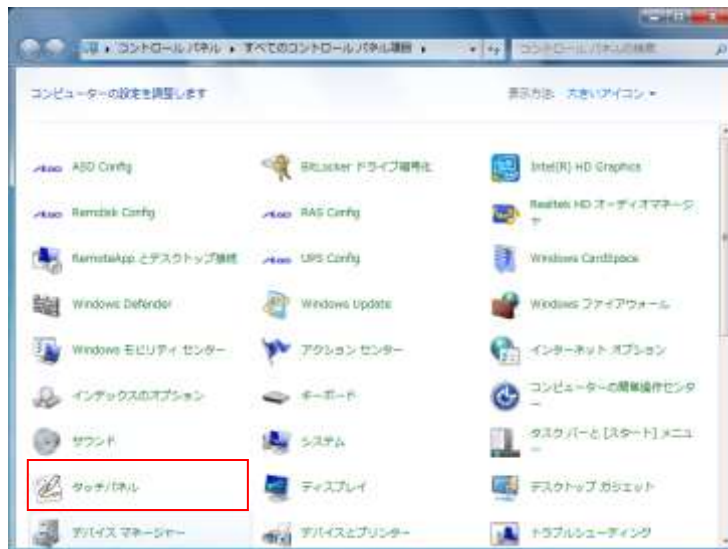 コントロール パネル ▸ すべてのコントロール パネル項目 ▸
コントロール パネルの検索
コンピューターの設定を調整します
表示方法: 大きいアイコン
ASD Config
BitLocker ドライブ暗号化
Intel(R) HD Graphics
Ramdisk Config
RAS Config
Realtek HD オーディオマネージ
ャ
RemoteApp とデスクトップ接続
UPS Config
Windows CardSpace
Windows Defender
Windows Update
Windows ファイアウォール
Windows モビリティ センター
アクション センター
インターネット オプション
インデックスのオプション
キーボード
コンピューターの簡単操作センタ
ー
サウンド
システム
タスク バーと [スタート] メニュ
ー
タッチパネル
ディスプレイ
デスクトップ ガジェット
デバイス マネージャー
デバイスとプリンター
トラブルシューティング